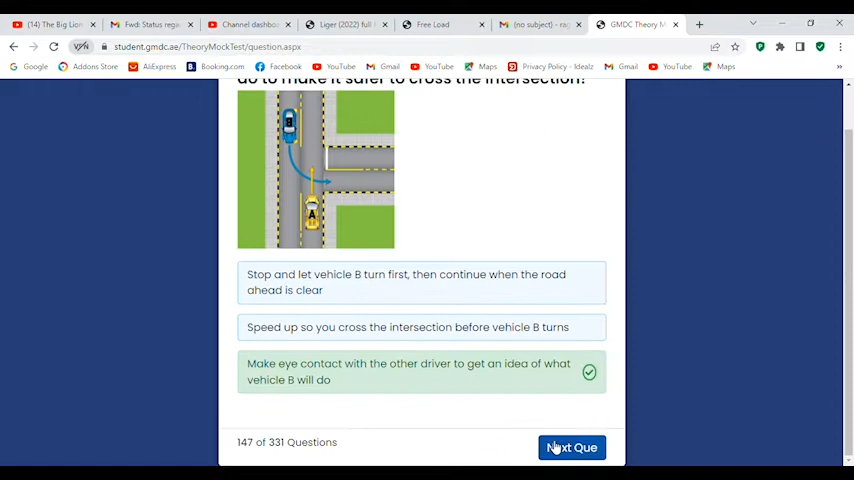 (14) The Big Lion
Fwd: Status rega
Channel dashboa
Liger (2022) full
Free Load
(no subject) - rag
GMDC Theory M
VPN
student.gmdc.ae/TheoryMockTest/question.aspx
Google
Addons Store
AliExpress
Booking.com
Facebook
YouTube
Gmail
YouTube
Maps
Privacy Policy - Idealz
Gmail
YouTube
Maps
do to make it safer to cross the intersection?
B
A
Stop and let vehicle B turn first, then continue when the road
ahead is clear
Speed up so you cross the intersection before vehicle B turns
Make eye contact with the other driver to get an idea of what
vehicle B will do
147 of 331 Questions
Next Que